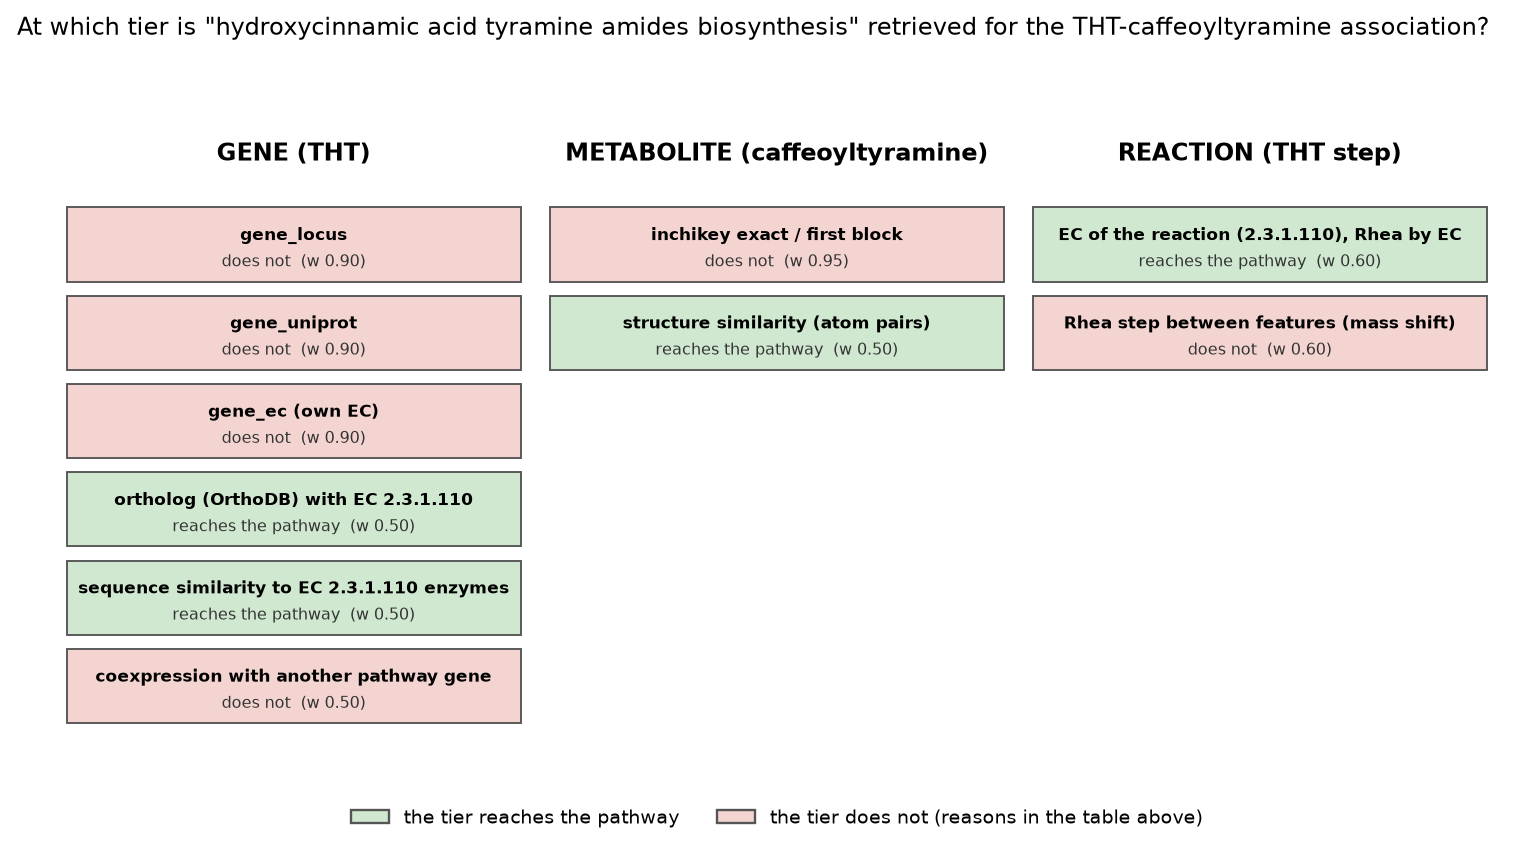 At which tier is "hydroxycinnamic acid tyramine amides biosynthesis" retrieved for the THT-caffeoyltyramine association?
GENE (THT)
gene_locus
does not (w 0.90)
gene_uniprot
does not (w 0.90)
gene_ec (own EC)
does not (w 0.90)
ortholog (OrthoDB) with EC 2.3.1.110
reaches the pathway (w 0.50)
sequence similarity to EC 2.3.1.110 enzymes
reaches the pathway (w 0.50)
coexpression with another pathway gene
does not (w 0.50)
METABOLITE (caffeoyltyramine)
inchikey exact / first block
does not (w 0.95)
structure similarity (atom pairs)
reaches the pathway (w 0.50)
REACTION (THT step)
EC of the reaction (2.3.1.110), Rhea by EC
reaches the pathway (w 0.60)
Rhea step between features (mass shift)
does not (w 0.60)
the tier reaches the pathway
the tier does not (reasons in the table above)